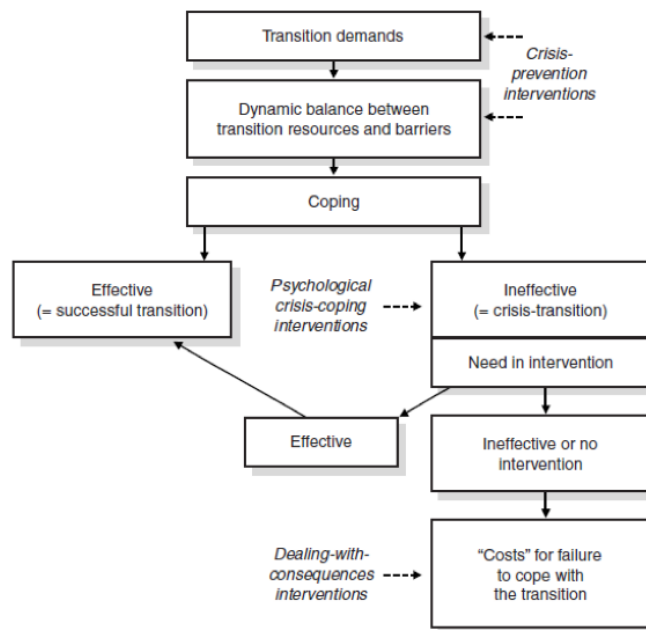 Transition demands
Crisis-
prevention
interventions
Dynamic balance between
transition resources and barriers
Coping
Effective
(= successful transition)
Psychological
crisis-coping
interventions
Ineffective
(= crisis-transition)
Need in intervention
Effective
Ineffective or no
intervention
Dealing-with-
consequences
interventions
“Costs” for failure
to cope with
the transition